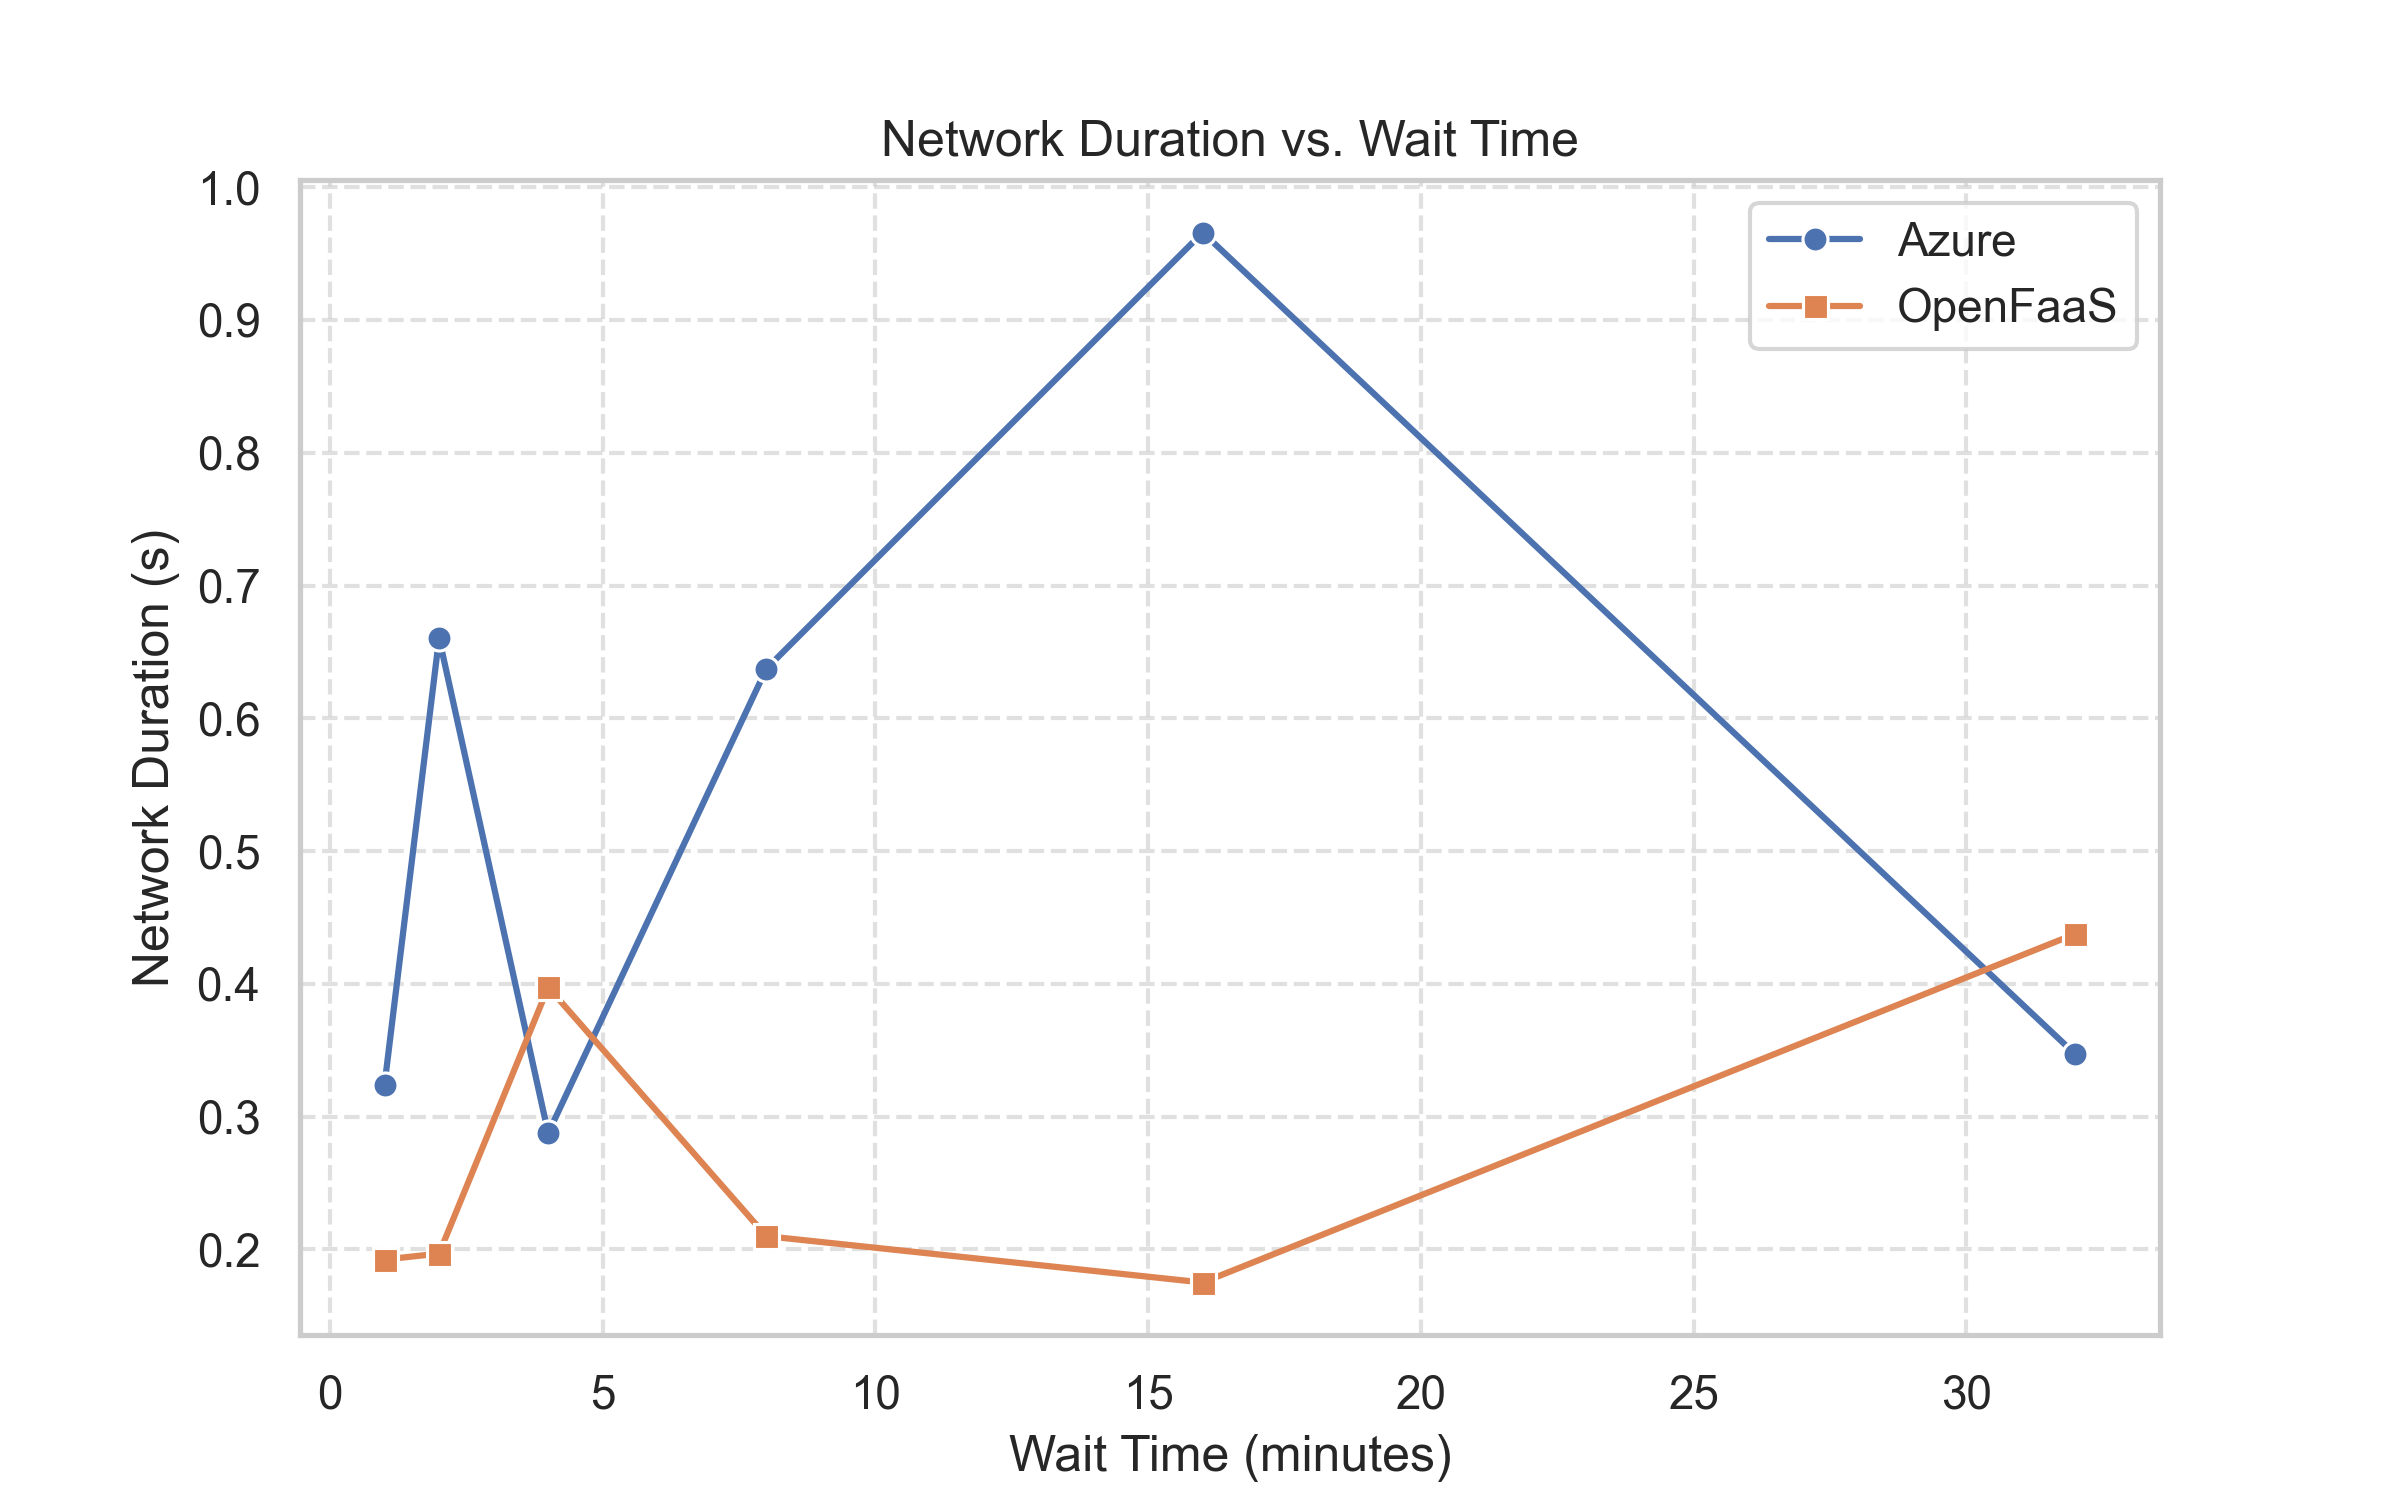 Network Duration vs. Wait Time
1.0
0.9
0.8
0.7
0.6
0.5
0.4
0.3
0.2
Network Duration (s)
Azure
OpenFaaS
0 5 10 15 20 25 30
Wait Time (minutes)